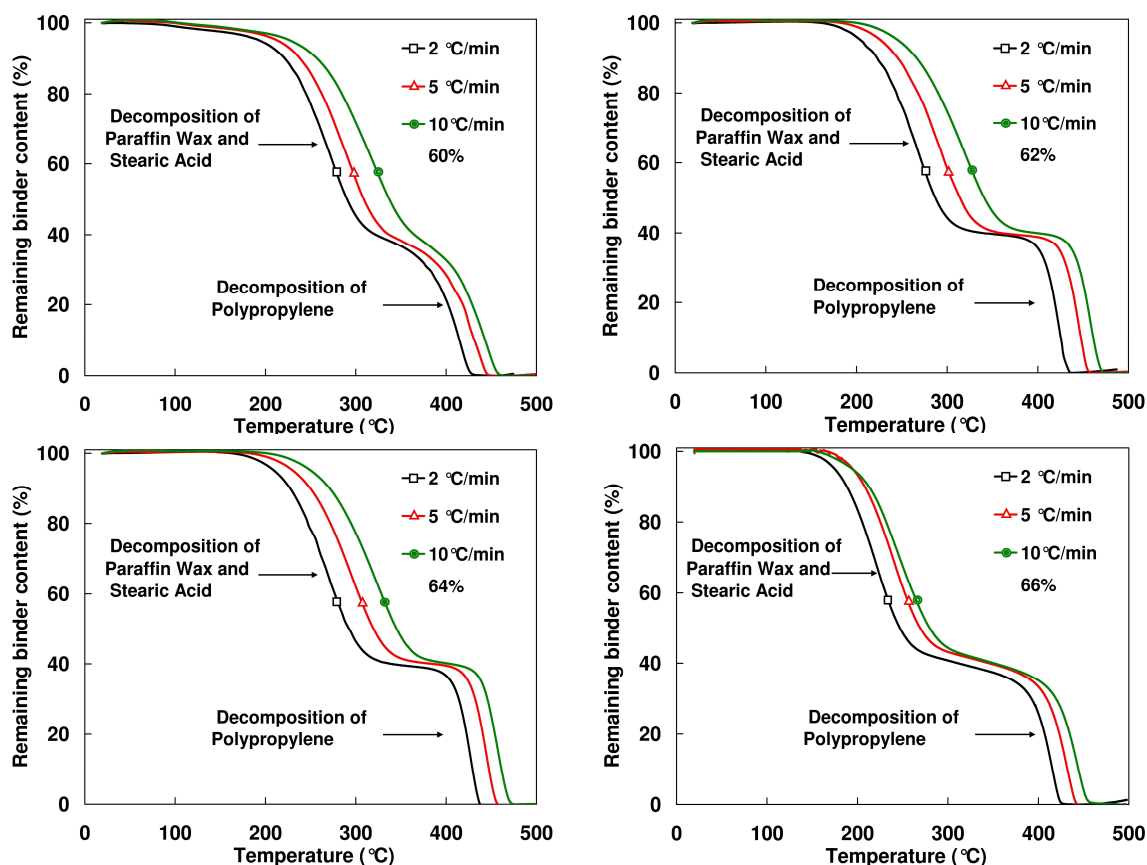 Remaining binder content (%)
100
80
60
40
20
0
2 °C/min
5 °C/min
10°C/min
60%
Decomposition of
Paraffin Wax and
Stearic Acid
Decomposition of
Polypropylene
0
100
200
300
400
500
Temperature (°C)
Remaining binder content (%)
100
80
60
40
20
0
2 °C/min
5 °C/min
10°C/min
62%
Decomposition of
Paraffin Wax and
Stearic Acid
Decomposition of
Polypropylene
0
100
200
300
400
500
Temperature (°C)
Remaining binder content (%)
100
80
60
40
20
0
2 °C/min
5 °C/min
10°C/min
64%
Decomposition of
Paraffin Wax and
Stearic Acid
Decomposition of
Polypropylene
0
100
200
300
400
500
Temperature (°C)
Remaining binder content (%)
100
80
60
40
20
0
2 °C/min
5 °C/min
10°C/min
66%
Decomposition of
Paraffin Wax and
Stearic Acid
Decomposition of
Polypropylene
0
100
200
300
400
500
Temperature (°C)